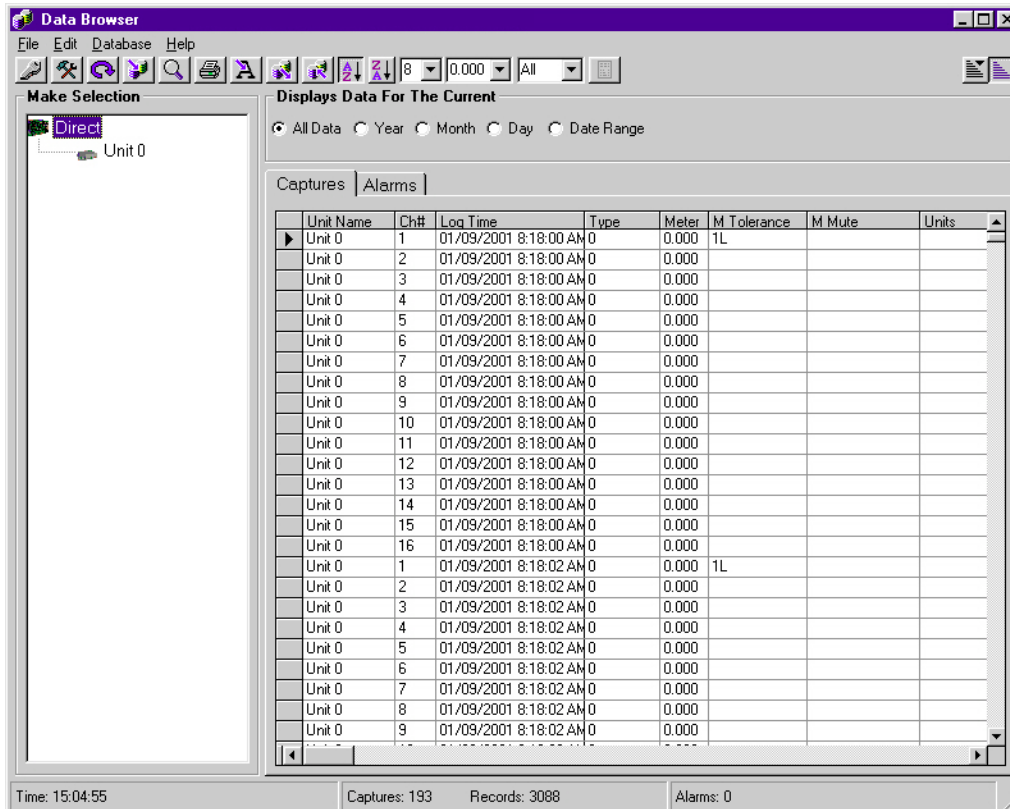 Data Browser
File Edit Database Help
8 0.000 All
Make Selection
Direct
Unit 0
Displays Data For The Current
All Data Year Month Day Date Range
Captures Alarms
Unit Name Ch# Log Time Type Meter M Tolerance M Mute Units
Unit 0 1 01/09/2001 8:18:00 AM 0 0.000 1L
Unit 0 2 01/09/2001 8:18:00 AM 0 0.000
Unit 0 3 01/09/2001 8:18:00 AM 0 0.000
Unit 0 4 01/09/2001 8:18:00 AM 0 0.000
Unit 0 5 01/09/2001 8:18:00 AM 0 0.000
Unit 0 6 01/09/2001 8:18:00 AM 0 0.000
Unit 0 7 01/09/2001 8:18:00 AM 0 0.000
Unit 0 8 01/09/2001 8:18:00 AM 0 0.000
Unit 0 9 01/09/2001 8:18:00 AM 0 0.000
Unit 0 10 01/09/2001 8:18:00 AM 0 0.000
Unit 0 11 01/09/2001 8:18:00 AM 0 0.000
Unit 0 12 01/09/2001 8:18:00 AM 0 0.000
Unit 0 13 01/09/2001 8:18:00 AM 0 0.000
Unit 0 14 01/09/2001 8:18:00 AM 0 0.000
Unit 0 15 01/09/2001 8:18:00 AM 0 0.000
Unit 0 16 01/09/2001 8:18:00 AM 0 0.000
Unit 0 1 01/09/2001 8:18:02 AM 0 0.000 1L
Unit 0 2 01/09/2001 8:18:02 AM 0 0.000
Unit 0 3 01/09/2001 8:18:02 AM 0 0.000
Unit 0 4 01/09/2001 8:18:02 AM 0 0.000
Unit 0 5 01/09/2001 8:18:02 AM 0 0.000
Unit 0 6 01/09/2001 8:18:02 AM 0 0.000
Unit 0 7 01/09/2001 8:18:02 AM 0 0.000
Unit 0 8 01/09/2001 8:18:02 AM 0 0.000
Unit 0 9 01/09/2001 8:18:02 AM 0 0.000
Time: 15:04:55 Captures: 193 Records: 3088 Alarms: 0